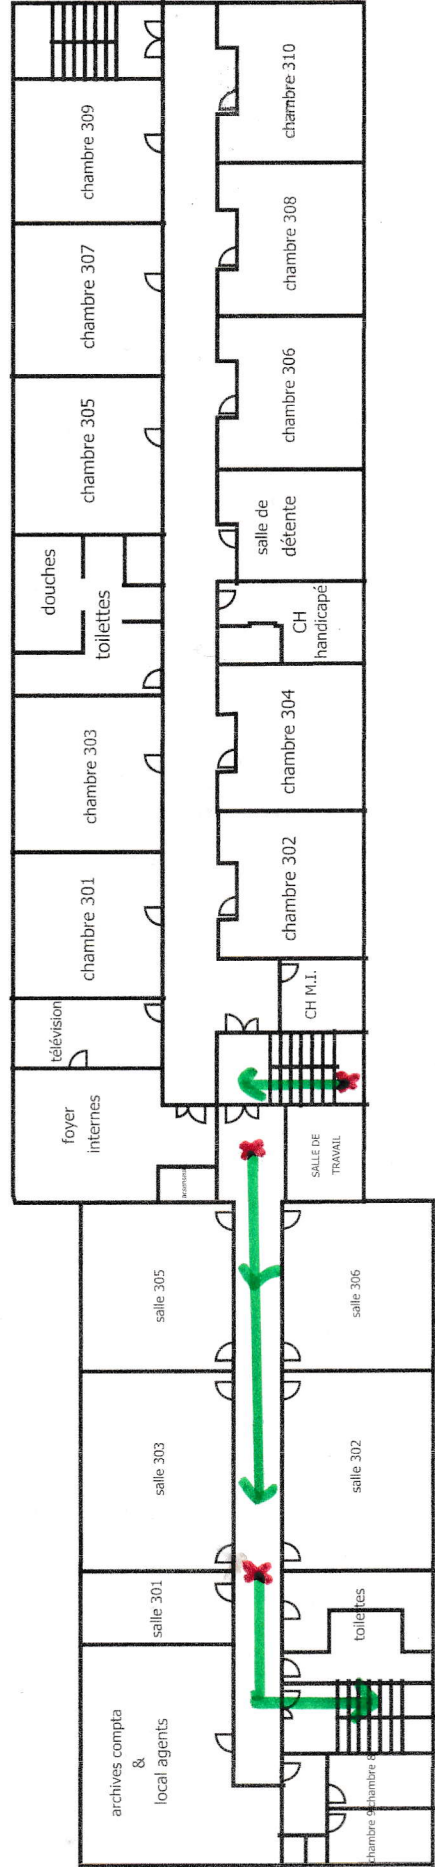 chambre 309
chambre 310
chambre 307
chambre 308
chambre 305
chambre 306
douches
toilettes
salle de
détente
CH
handicapé
chambre 303
chambre 304
chambre 301
chambre 302
télévision
CH M.I.
foyer
internes
SALLE DE
TRAVAIL
salle 305
salle 306
salle 303
salle 302
salle 301
toilettes
archives compta
&
local agents
chambre 8
chambre 9